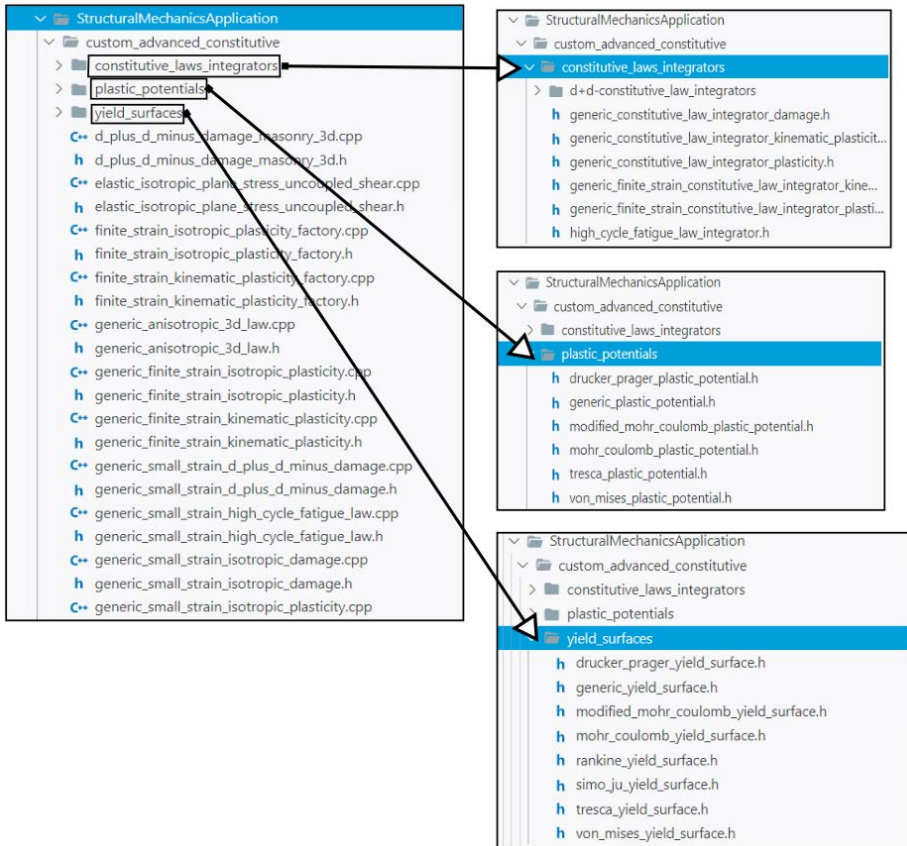 StructuralMechanicsApplication
custom_advanced_constitutive
constitutive_laws_integrators
plastic_potentials
yield_surfaces
C++ d_plus_d_minus_damage_masonry_3d.cpp
h d_plus_d_minus_damage_masonry_3d.h
C++ elastic_isotropic_plane_stress_uncoupled_shear.cpp
h elastic_isotropic_plane_stress_uncoupled_shear.h
C++ finite_strain_isotropic_plasticity_factory.cpp
h finite_strain_isotropic_plasticity_factory.h
C++ finite_strain_kinematic_plasticity_factory.cpp
h finite_strain_kinematic_plasticity_factory.h
C++ generic_anisotropic_3d_law.cpp
h generic_anisotropic_3d_law.h
C++ generic_finite_strain_isotropic_plasticity.cpp
h generic_finite_strain_isotropic_plasticity.h
C++ generic_finite_strain_kinematic_plasticity.cpp
h generic_finite_strain_kinematic_plasticity.h
C++ generic_small_strain_d_plus_d_minus_damage.cpp
h generic_small_strain_d_plus_d_minus_damage.h
C++ generic_small_strain_high_cycle_fatigue_law.cpp
h generic_small_strain_high_cycle_fatigue_law.h
C++ generic_small_strain_isotropic_damage.cpp
h generic_small_strain_isotropic_damage.h
C++ generic_small_strain_isotropic_plasticity.cpp
StructuralMechanicsApplication
custom_advanced_constitutive
constitutive_laws_integrators
d+d-constitutive_law_integrators
h generic_constitutive_law_integrator_damage.h
h generic_constitutive_law_integrator_kinematic_plasticit...
h generic_constitutive_law_integrator_plasticity.h
h generic_finite_strain_constitutive_law_integrator_kine...
h generic_finite_strain_constitutive_law_integrator_plasti...
h high_cycle_fatigue_law_integrator.h
StructuralMechanicsApplication
custom_advanced_constitutive
constitutive_laws_integrators
plastic_potentials
h drucker_prager_plastic_potential.h
h generic_plastic_potential.h
h modified_mohr_coulomb_plastic_potential.h
h mohr_coulomb_plastic_potential.h
h tresca_plastic_potential.h
h von_mises_plastic_potential.h
StructuralMechanicsApplication
custom_advanced_constitutive
constitutive_laws_integrators
plastic_potentials
yield_surfaces
h drucker_prager_yield_surface.h
h generic_yield_surface.h
h modified_mohr_coulomb_yield_surface.h
h mohr_coulomb_yield_surface.h
h rankine_yield_surface.h
h simo_ju_yield_surface.h
h tresca_yield_surface.h
h von_mises_yield_surface.h